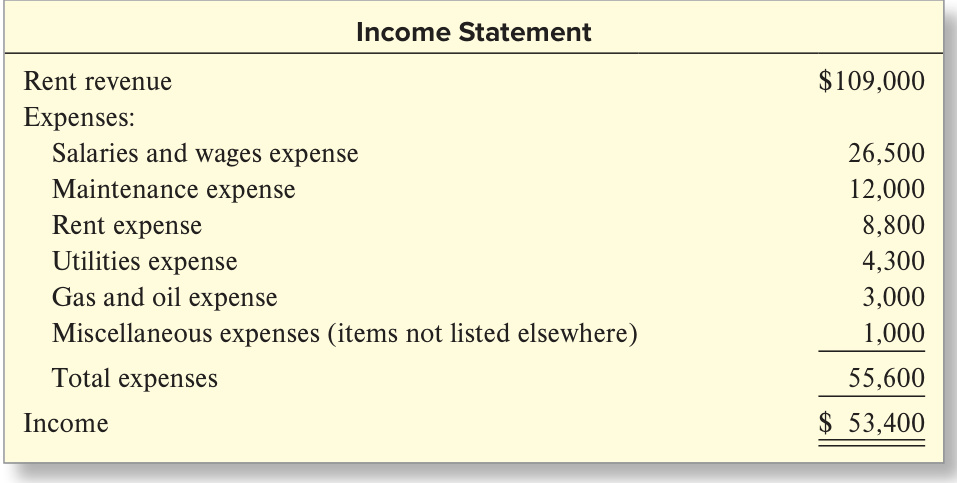 Income Statement
Rent revenue $109,000
Expenses:
Salaries and wages expense 26,500
Maintenance expense 12,000
Rent expense 8,800
Utilities expense 4,300
Gas and oil expense 3,000
Miscellaneous expenses (items not listed elsewhere) 1,000
Total expenses 55,600
Income $ 53,400